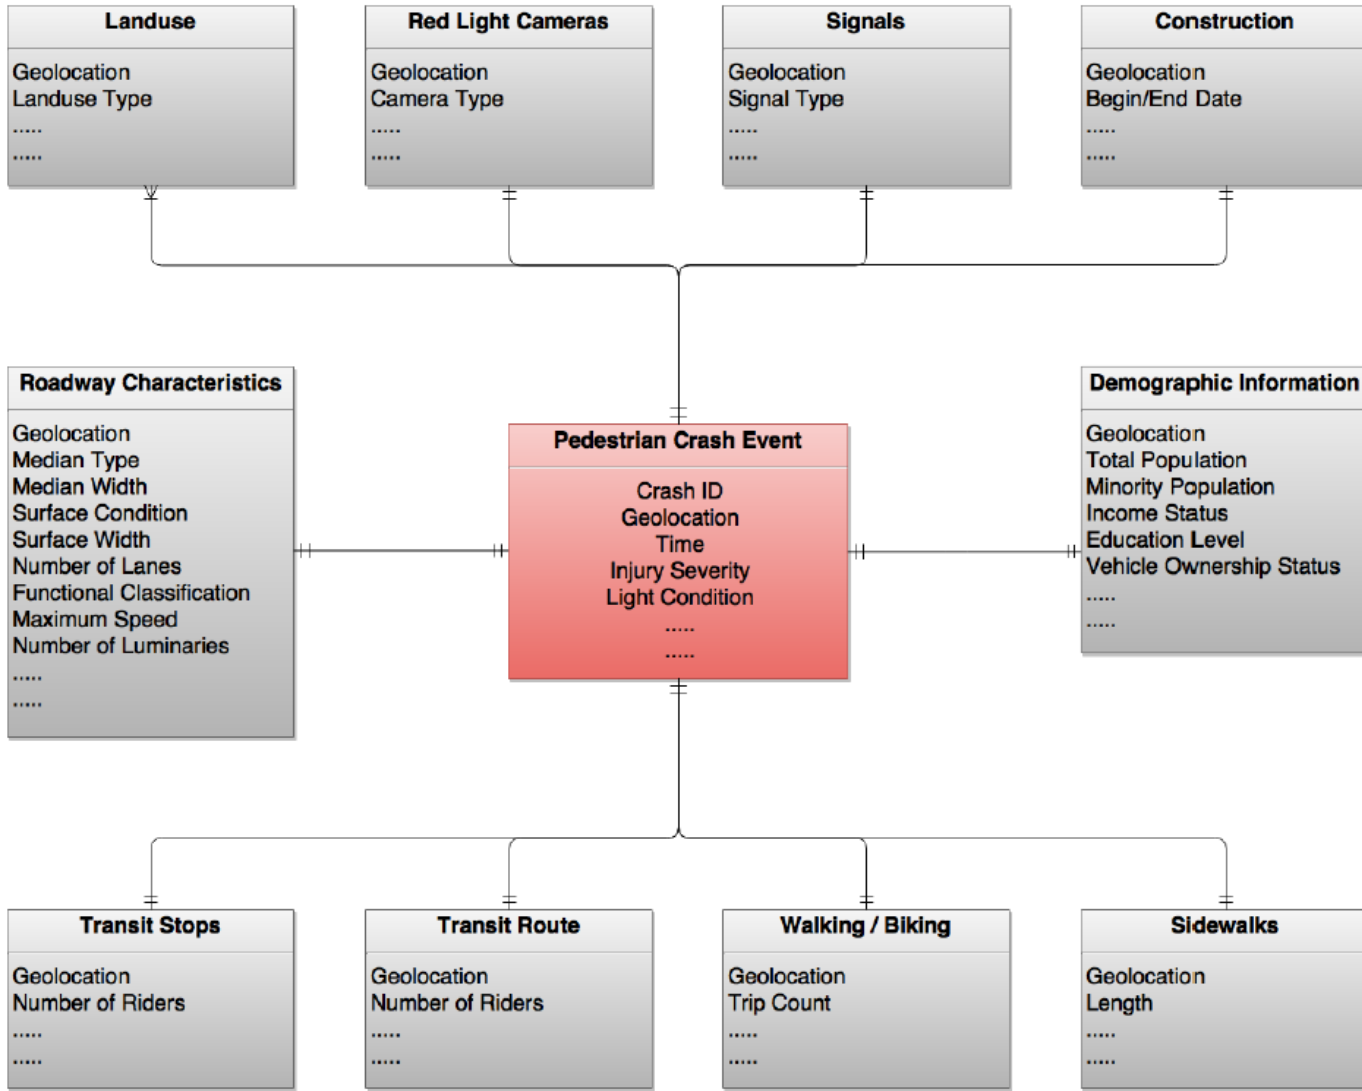 Landuse
Geolocation
Landuse Type
.....
.....
Red Light Cameras
Geolocation
Camera Type
.....
.....
Signals
Geolocation
Signal Type
.....
.....
Construction
Geolocation
Begin/End Date
.....
.....
Roadway Characteristics
Geolocation
Median Type
Median Width
Surface Condition
Surface Width
Number of Lanes
Functional Classification
Maximum Speed
Number of Luminaries
.....
.....
Pedestrian Crash Event
Crash ID
Geolocation
Time
Injury Severity
Light Condition
.....
.....
Demographic Information
Geolocation
Total Population
Minority Population
Income Status
Education Level
Vehicle Ownership Status
.....
.....
Transit Stops
Geolocation
Number of Riders
.....
.....
Transit Route
Geolocation
Number of Riders
.....
.....
Walking / Biking
Geolocation
Trip Count
.....
.....
Sidewalks
Geolocation
Length
.....
.....